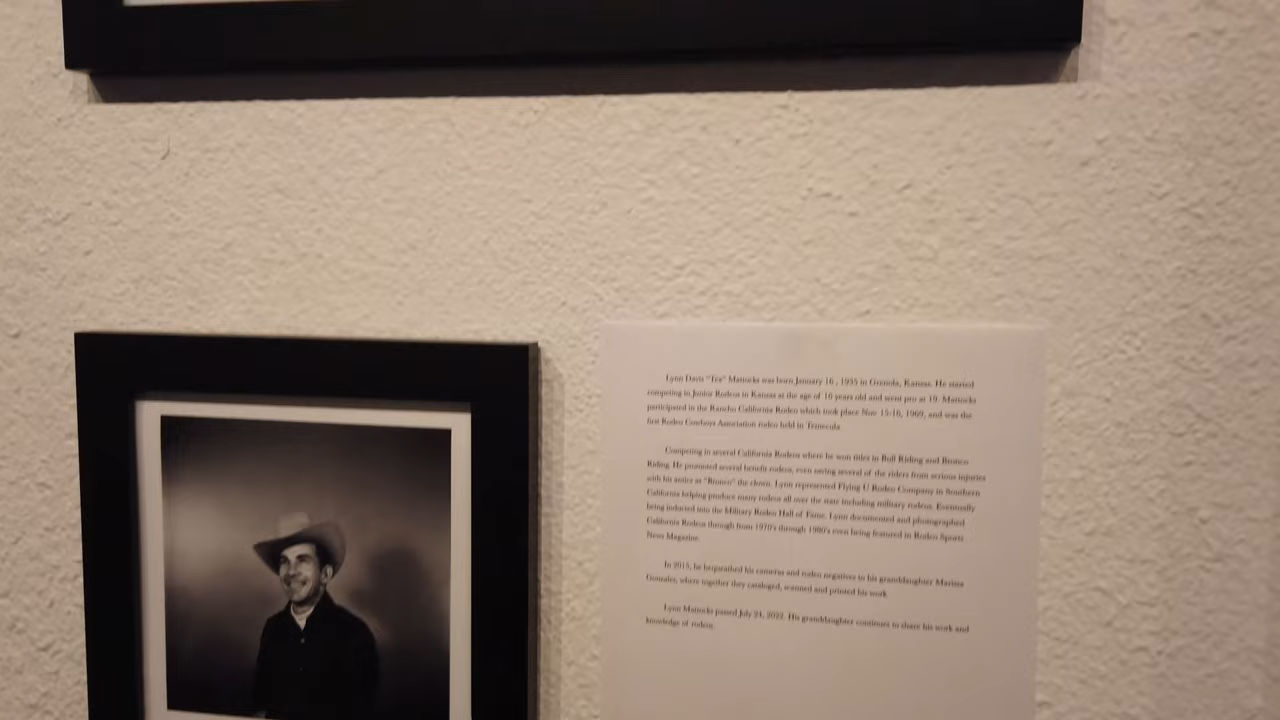 Lynn Davis "Tex" Mattocks was born January 16, 1935 in Grenola, Kansas. He started
competing in Junior Rodeos in Kansas at the age of 16 years old and went pro at 19. Mattocks
participated in the Rancho California Rodeo which took place Nov. 15-16, 1969, and was the
first Rodeo Cowboys Association rodeo held in Temecula.
Competing in several California Rodeos where he won titles in Bull Riding and Bronco
Riding. He promoted several benefit rodeos, even saving several of the riders from serious injuries
with his antics as "Bronco" the clown. Lynn represented Flying U Rodeo Company in Southern
California helping produce many rodeos all over the state including military rodeos. Eventually
being inducted into the Military Rodeo Hall of Fame. Lynn documented and photographed
California Rodeos through from 1970's through 1980's even being featured in Rodeo Sports
News Magazine.
In 2015, he bequeathed his cameras and rodeo negatives to his granddaughter Marissa
Gonzales, where together they cataloged, scanned and printed his work.
Lynn Mattocks passed July 24, 2022. His granddaughter continues to share his work and
knowledge of rodeo.